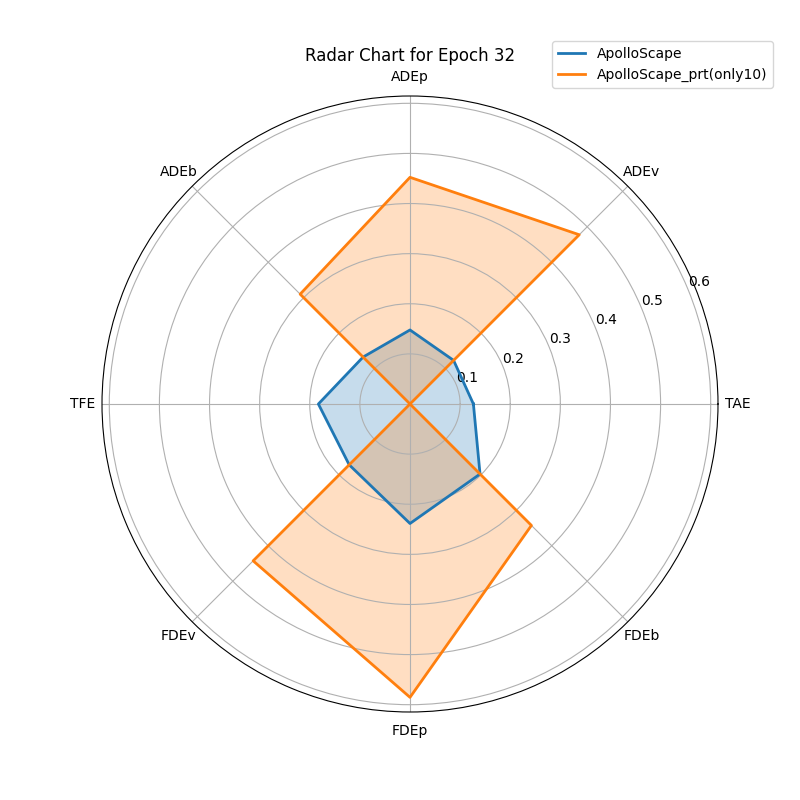 Radar Chart for Epoch 32
ApolloScape
ApolloScape_prt(only10)
ADEp
ADEb
ADEv
0.6
0.5
0.4
0.3
0.2
0.1
TFE
TAE
FDEv
FDEb
FDEp